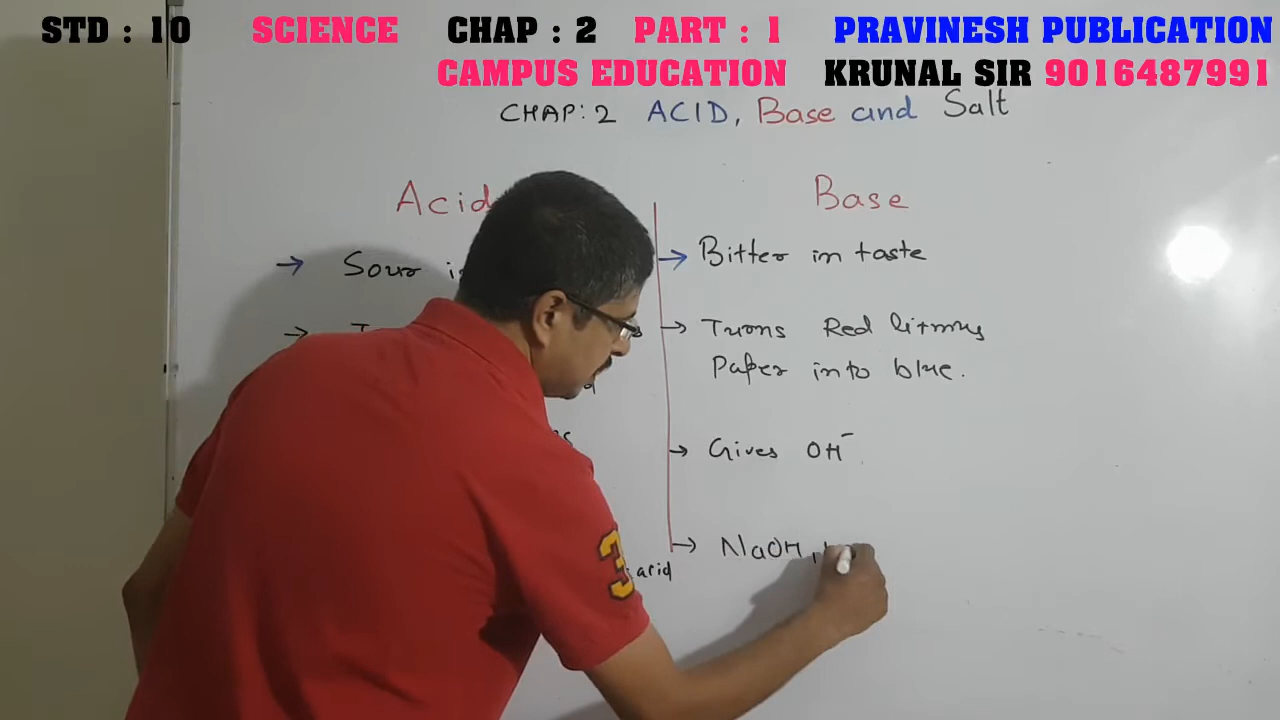 STD : 10 SCIENCE CHAP : 2 PART : 1 PRAVINESH PUBLICATION
CAMPUS EDUCATION KRUNAL SIR 9016487991
CHAP: 2 ACID, Base and Salt
Acid
Sour
Base
→ Bitter in taste
→ Turns Red litmus
Paper into blue.
→ Gives OH⁻
→ NaOH,
acid
3